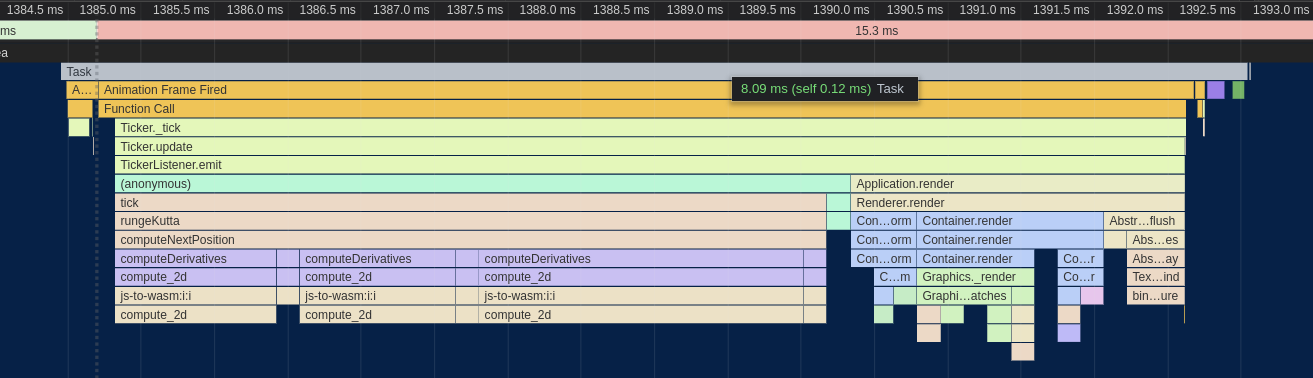 1384.5 ms 1385.0 ms 1385.5 ms 1386.0 ms 1386.5 ms 1387.0 ms 1387.5 ms 1388.0 ms 1388.5 ms 1389.0 ms 1389.5 ms 1390.0 ms 1390.5 ms 1391.0 ms 1391.5 ms 1392.0 ms 1392.5 ms 1393.0 ms
ms 15.3 ms
a
Task
A… Animation Frame Fired 8.09 ms (self 0.12 ms) Task
Function Call
Ticker._tick
Ticker.update
TickerListener.emit
(anonymous) Application.render
tick Renderer.render
rungeKutta Con…orm Container.render Abstr…flush
computeNextPosition Con…orm Container.render Abs…es
computeDerivatives computeDerivatives computeDerivatives Con…orm Container.render Co…r Abs…ay
compute_2d compute_2d compute_2d C…m Graphics._render Co…r Tex…ind
js-to-wasm:i:i js-to-wasm:i:i js-to-wasm:i:i Graphi…atches bin…ure
compute_2d compute_2d compute_2d